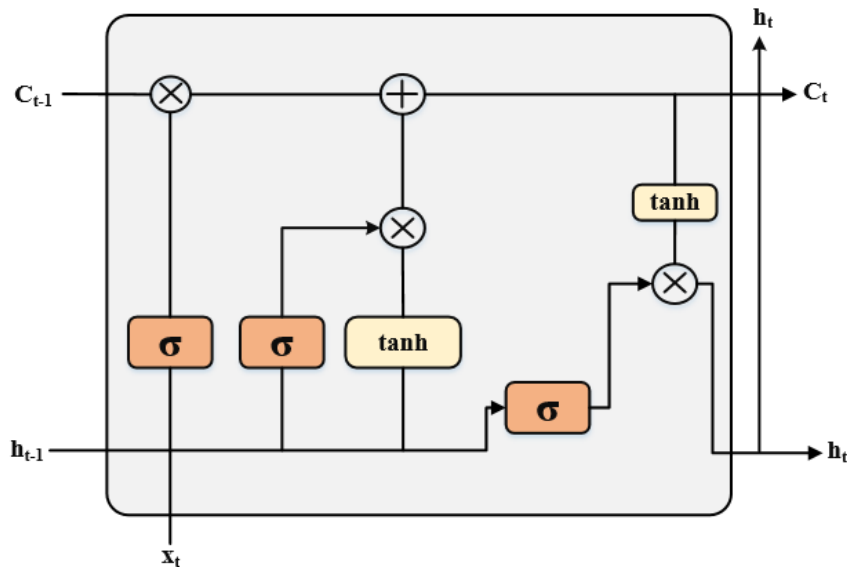 hₜ
Cₜ₋₁
Cₜ
tanh
σ
σ
tanh
σ
hₜ₋₁
hₜ
xₜ